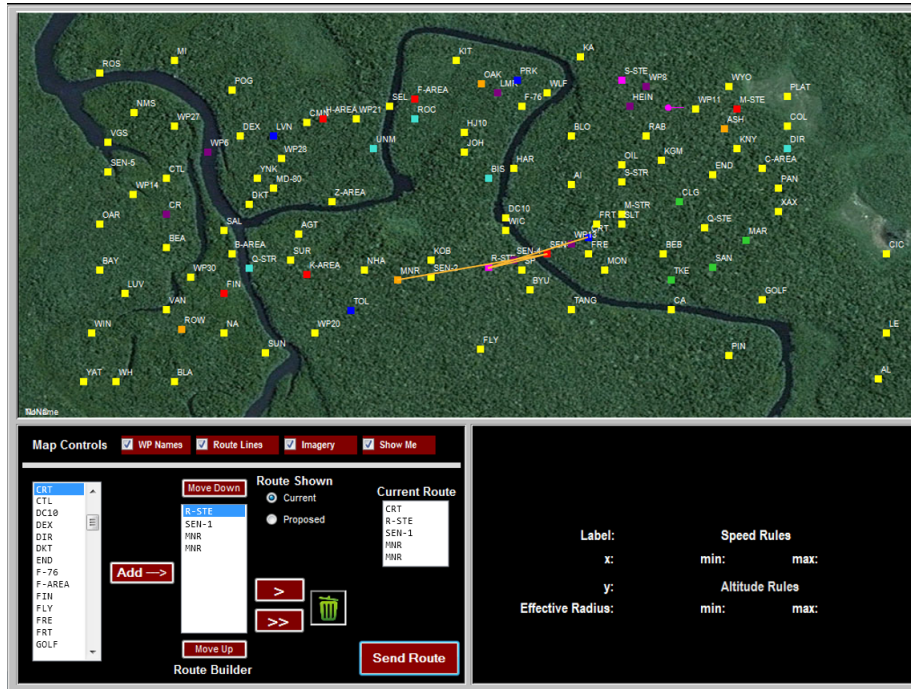 KIT
KA
MI
ROS
OAK
PRK
S-STE
WP8
WYO
POG
LMI
WLF
PLAT
F-AREA
SEL
F-76
HEIN
WP11
M-STE
NMS
CMN
H-AREA
WP21
ROC
WP27
DEX
LVN
HJ10
BLO
RAB
ASH
COL
VGS
WP6
UNM
JOH
KNY
DIR
WP28
KGM
SEN-5
CTL
YNK
BIS
HAR
OIL
END
C-AREA
WP14
MD-80
AI
S-STR
PAN
DKT
Z-AREA
CLG
CR
DC10
M-STR
XAX
OAR
SAL
AGT
WIC
FRT
SLT
Q-STE
BEA
WP13
MAR
B-AREA
SUR
KOB
SEN-4
SEN
FRE
BEB
CIC
BAY
WP30
Q-STR
K-AREA
NHA
MNR
SEN-2
MON
TKE
SAN
LUV
FIN
BYU
VAN
TOL
TANG
CA
GOLF
WIN
ROW
NA
WP20
LE
SUN
FLY
PIN
YAT
WH
BLA
AL
Map Controls
WP Names
Route Lines
Imagery
Show Me
CRT
CTL
DC10
DEX
DIR
DKT
END
F-76
F-AREA
FIN
FLY
FRE
FRT
GOLF
Add —>
Move Down
R-STE
SEN-1
MNR
MNR
Move Up
Route Builder
Route Shown
Current
Proposed
>
>>
Current Route
CRT
R-STE
SEN-1
MNR
MNR
Send Route
Label:
Speed Rules
x:
min:
max:
y:
Altitude Rules
Effective Radius:
min:
max: